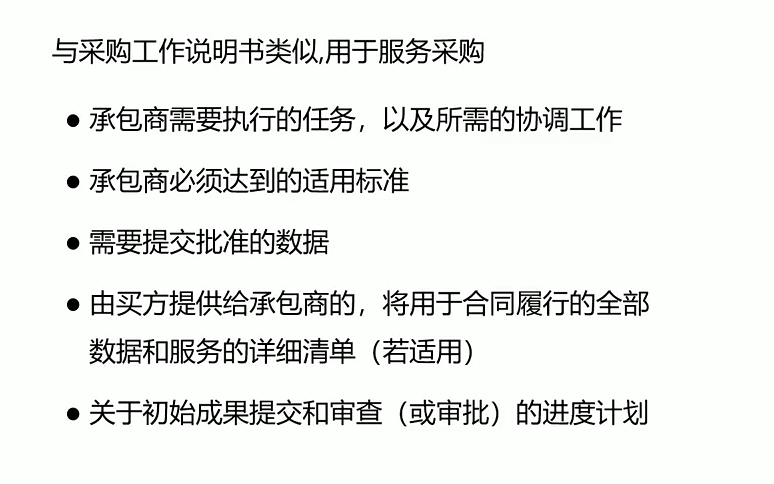 与采购工作说明书类似,用于服务采购
● 承包商需要执行的任务，以及所需的协调工作
● 承包商必须达到的适用标准
● 需要提交批准的数据
● 由买方提供给承包商的，将用于合同履行的全部
数据和服务的详细清单（若适用）
● 关于初始成果提交和审查（或审批）的进度计划